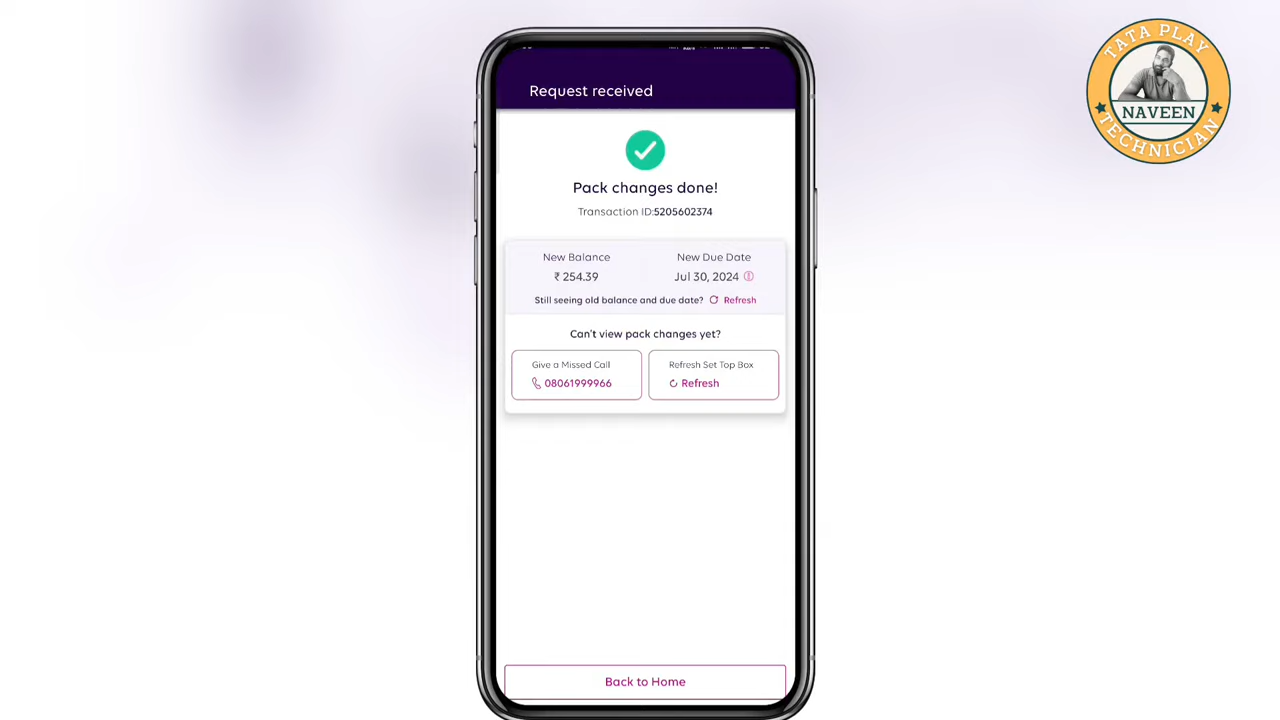 TATA PLAY
NAVEEN
TECHNICIAN
Request received
Pack changes done!
Transaction ID:5205602374
New Balance
New Due Date
₹ 254.39
Jul 30, 2024
Still seeing old balance and due date? Refresh
Can't view pack changes yet?
Give a Missed Call
Refresh Set Top Box
08061999966
Refresh
Back to Home